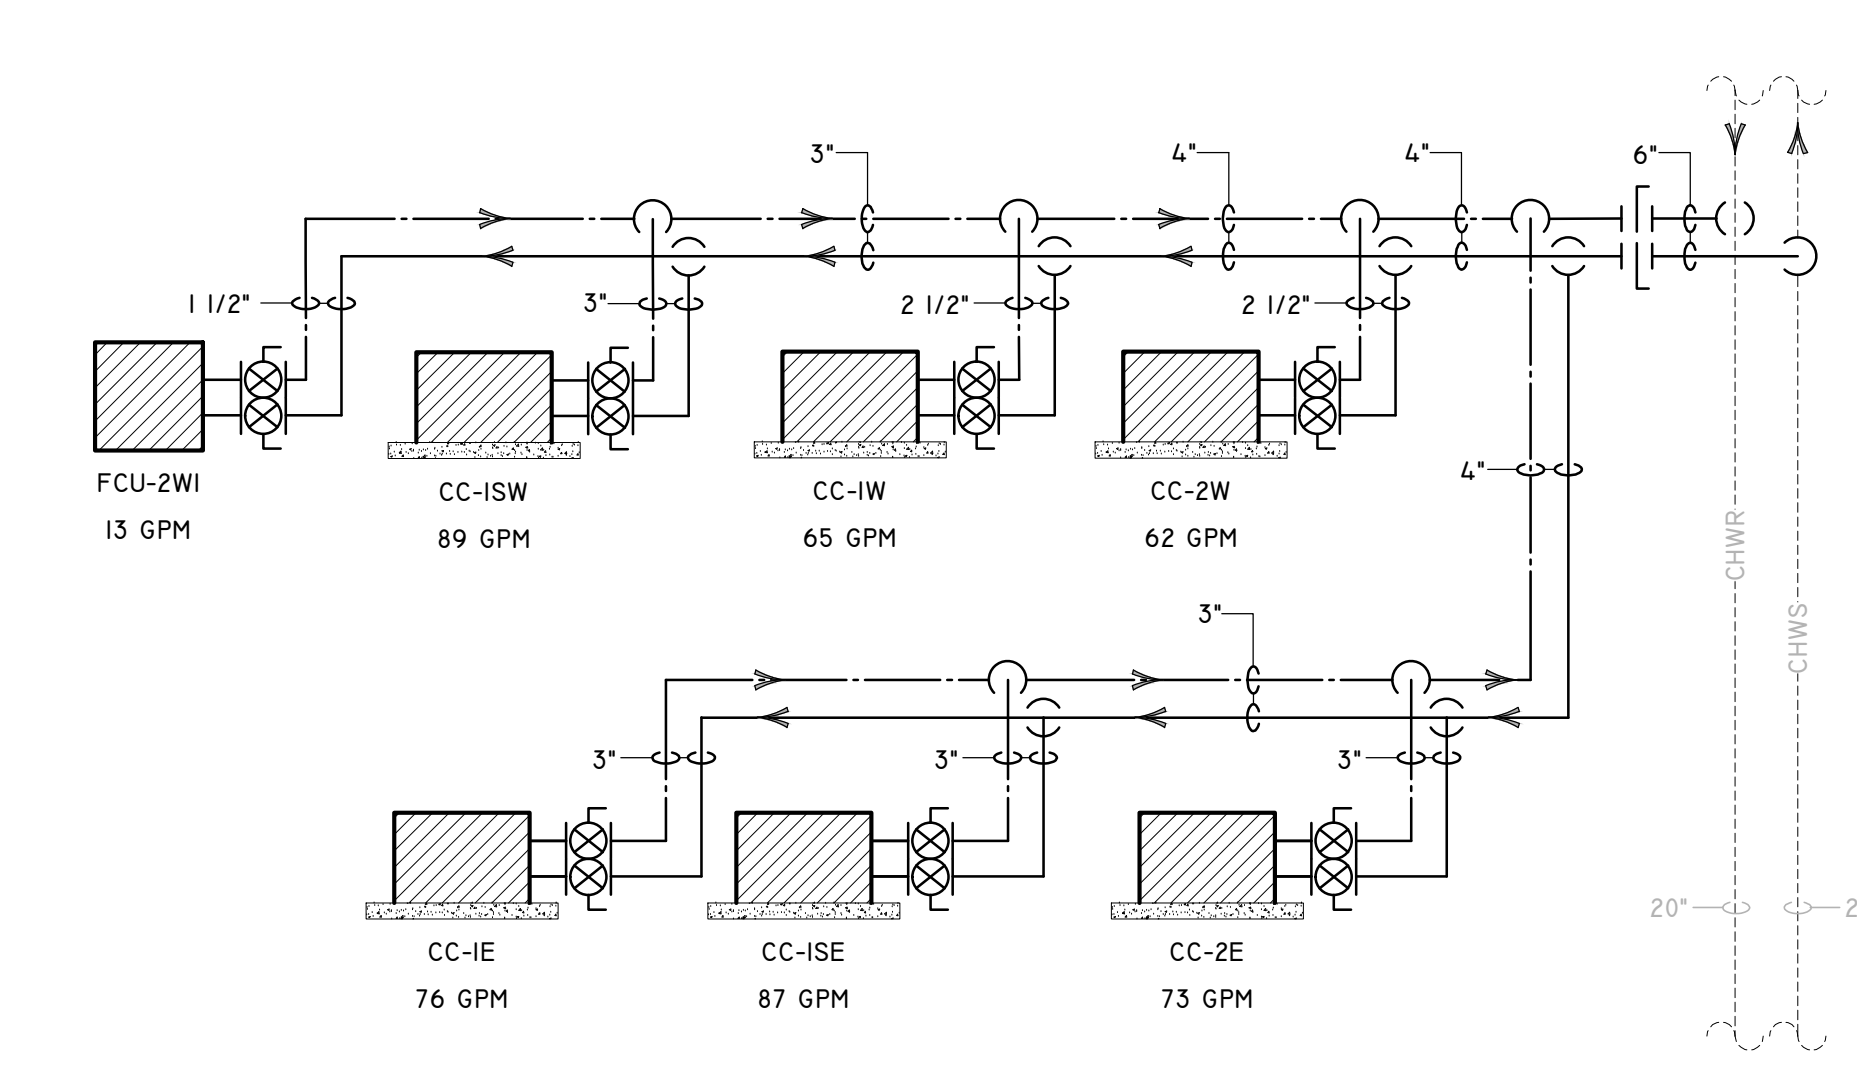 3"
4"
4"
6"
1 1/2"
3"
2 1/2"
2 1/2"
FCU-2W1
13 GPM
CC-1SW
89 GPM
CC-1W
65 GPM
CC-2W
62 GPM
4"
CHWR
CHWS
3"
3"
3"
3"
20"
2
CC-1E
76 GPM
CC-1SE
87 GPM
CC-2E
73 GPM